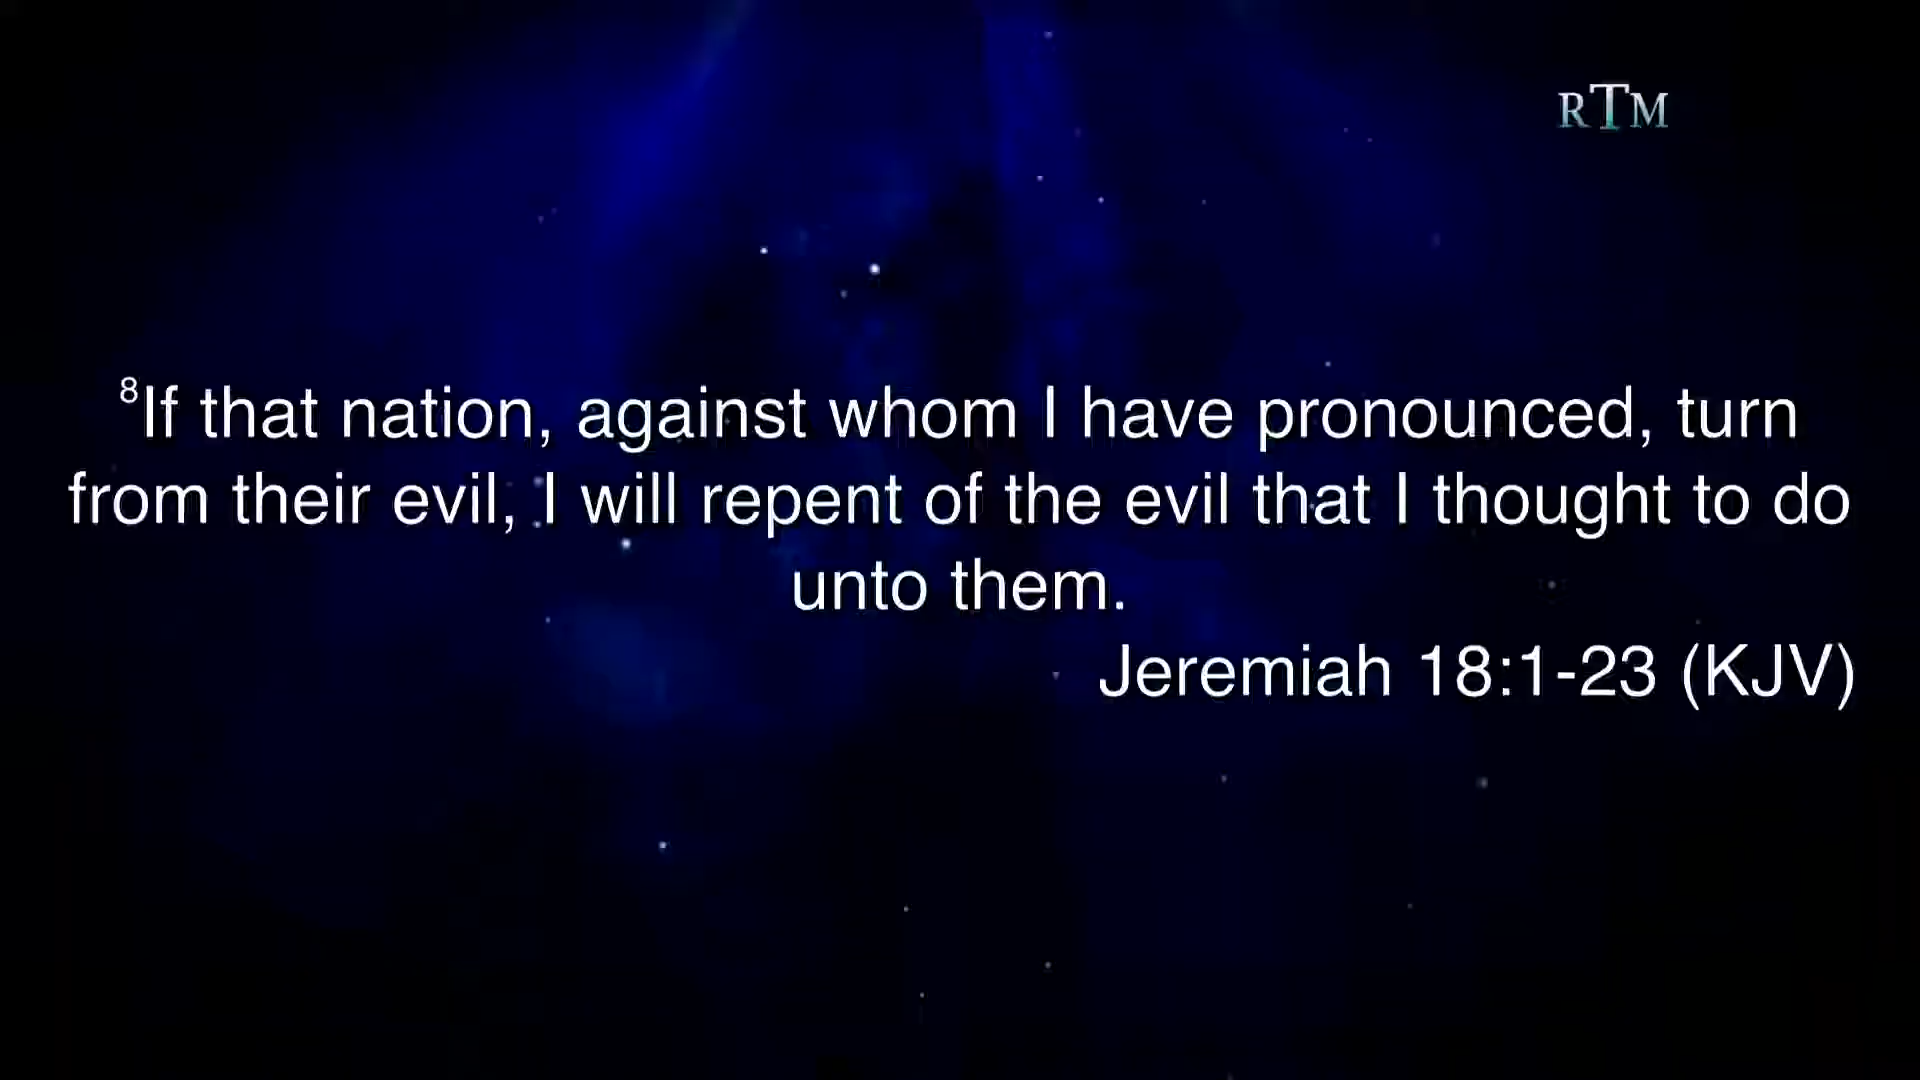 RTM
⁸If that nation, against whom I have pronounced, turn
from their evil, I will repent of the evil that I thought to do
unto them.
Jeremiah 18:1-23 (KJV)